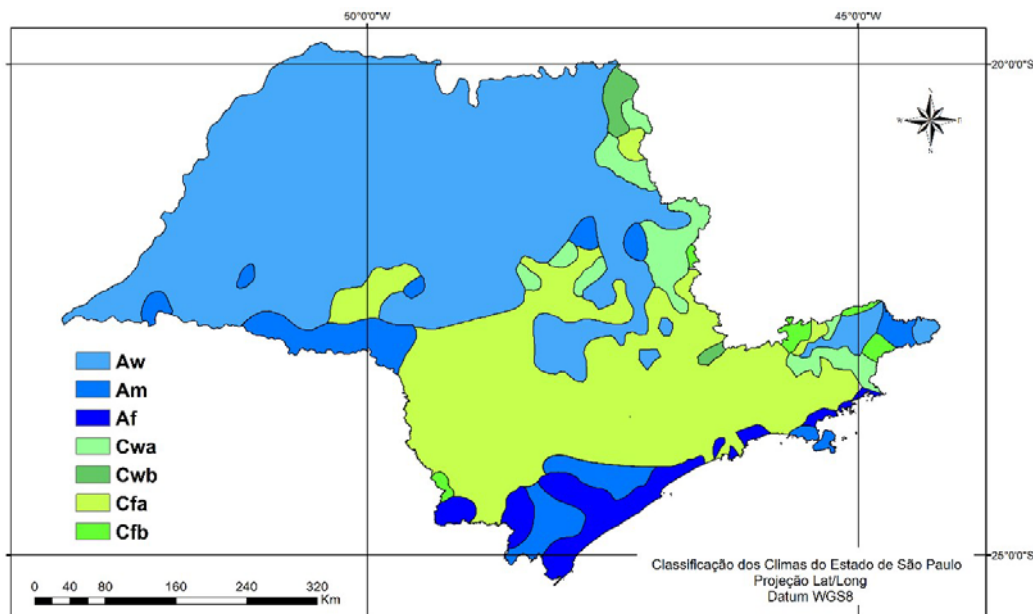 50°0'0"W 45°0'0"W
20°0'0"S
N
S
Aw
Am
Af
Cwa
Cwb
Cfa
Cfb
25°0'0"S
Classificação dos Climas do Estado de São Paulo
Projeção Lat/Long
Datum WGS8
0 20 40 80 160 240 320
Km